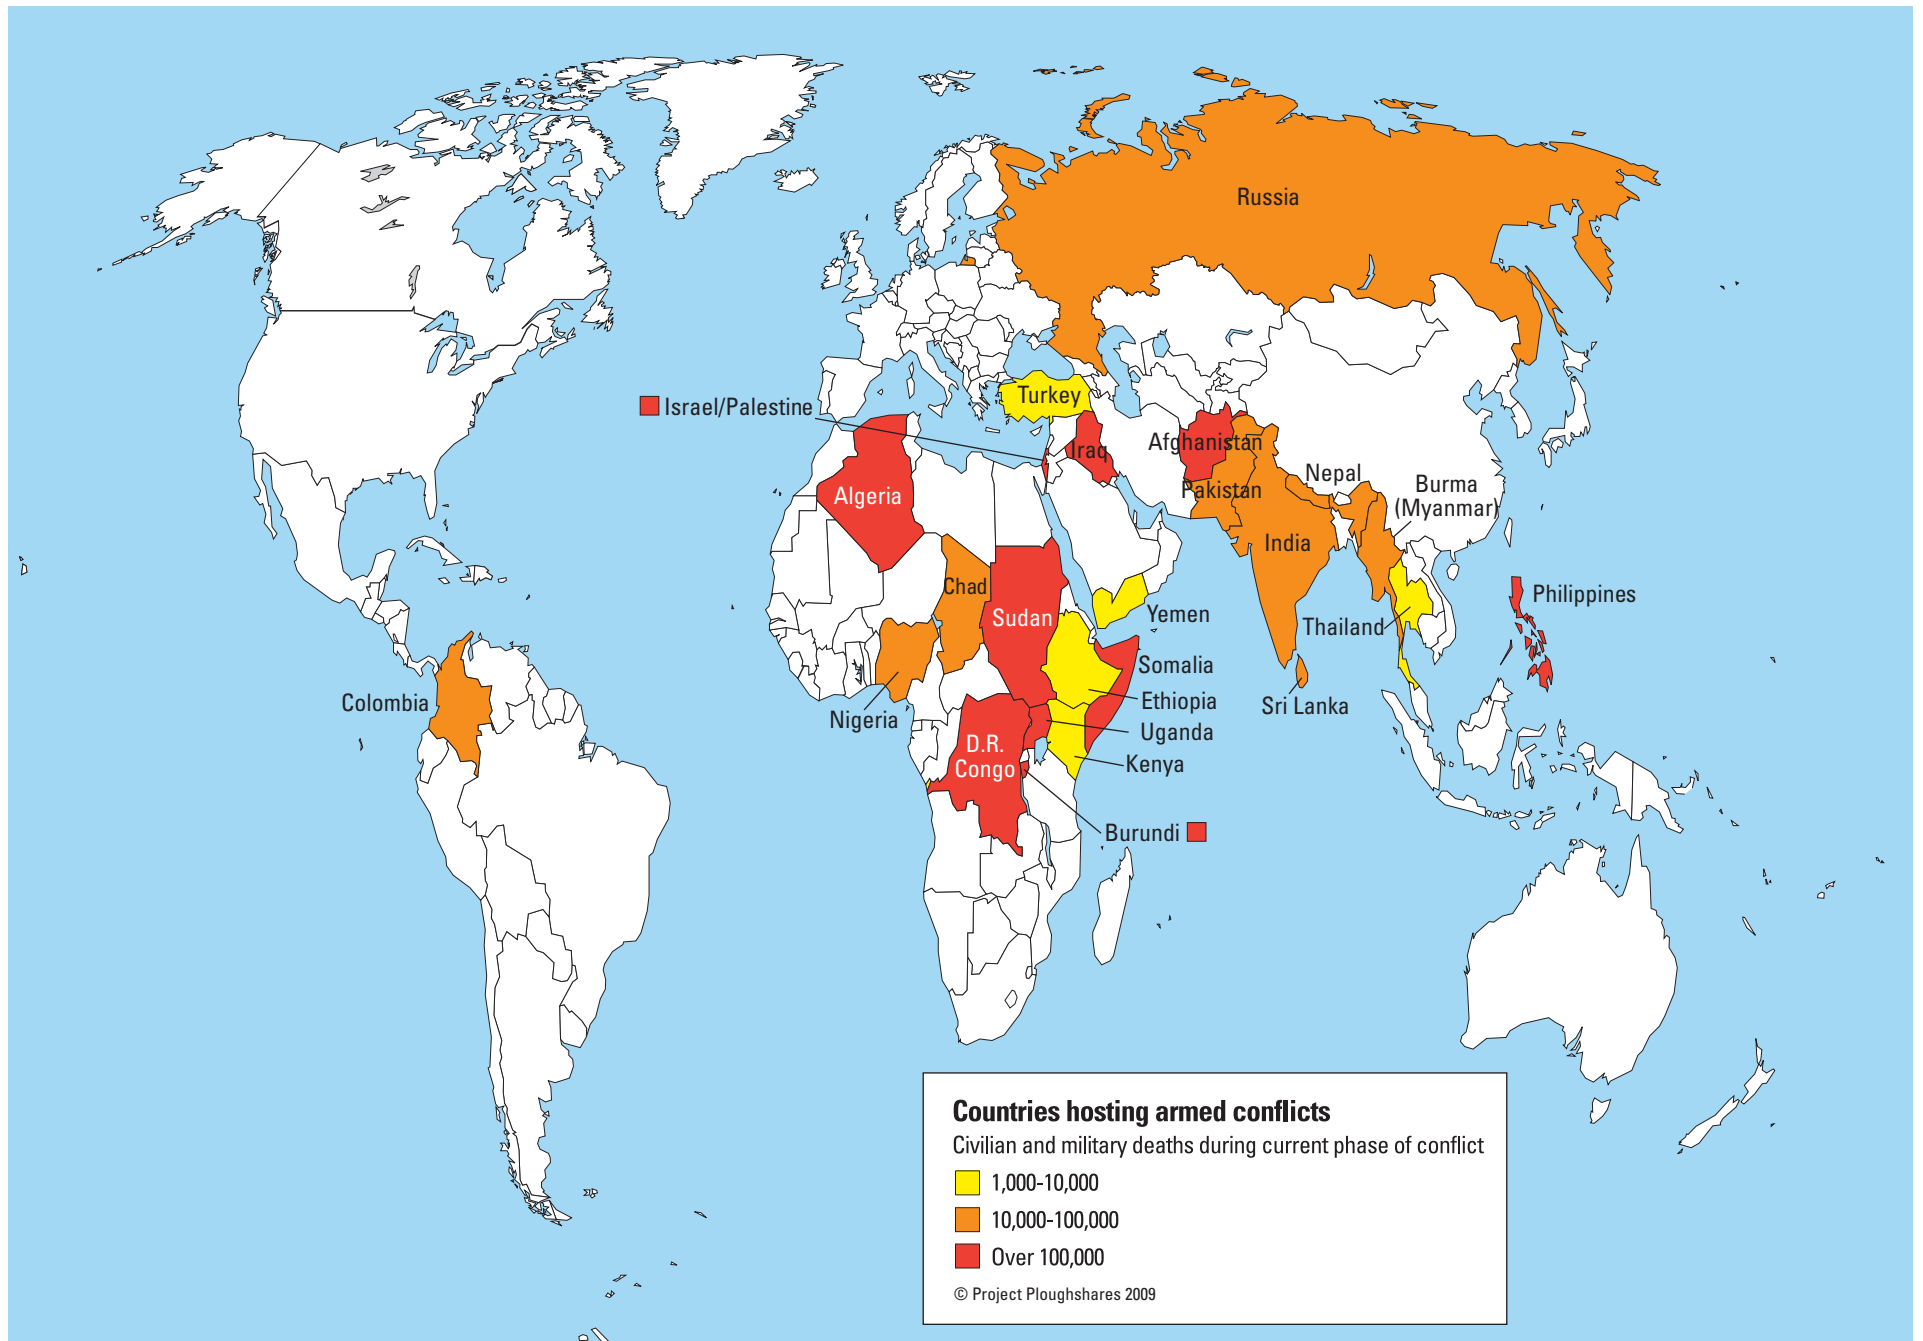 Russia
Turkey
Israel/Palestine
Iraq
Afghanistan
Pakistan
Nepal
Burma
(Myanmar)
Algeria
India
Chad
Sudan
Yemen
Philippines
Thailand
Somalia
Ethiopia
Colombia
Nigeria
Uganda
Sri Lanka
D.R.
Congo
Kenya
Burundi
Countries hosting armed conflicts
Civilian and military deaths during current phase of conflict
1,000-10,000
10,000-100,000
Over 100,000
© Project Ploughshares 2009